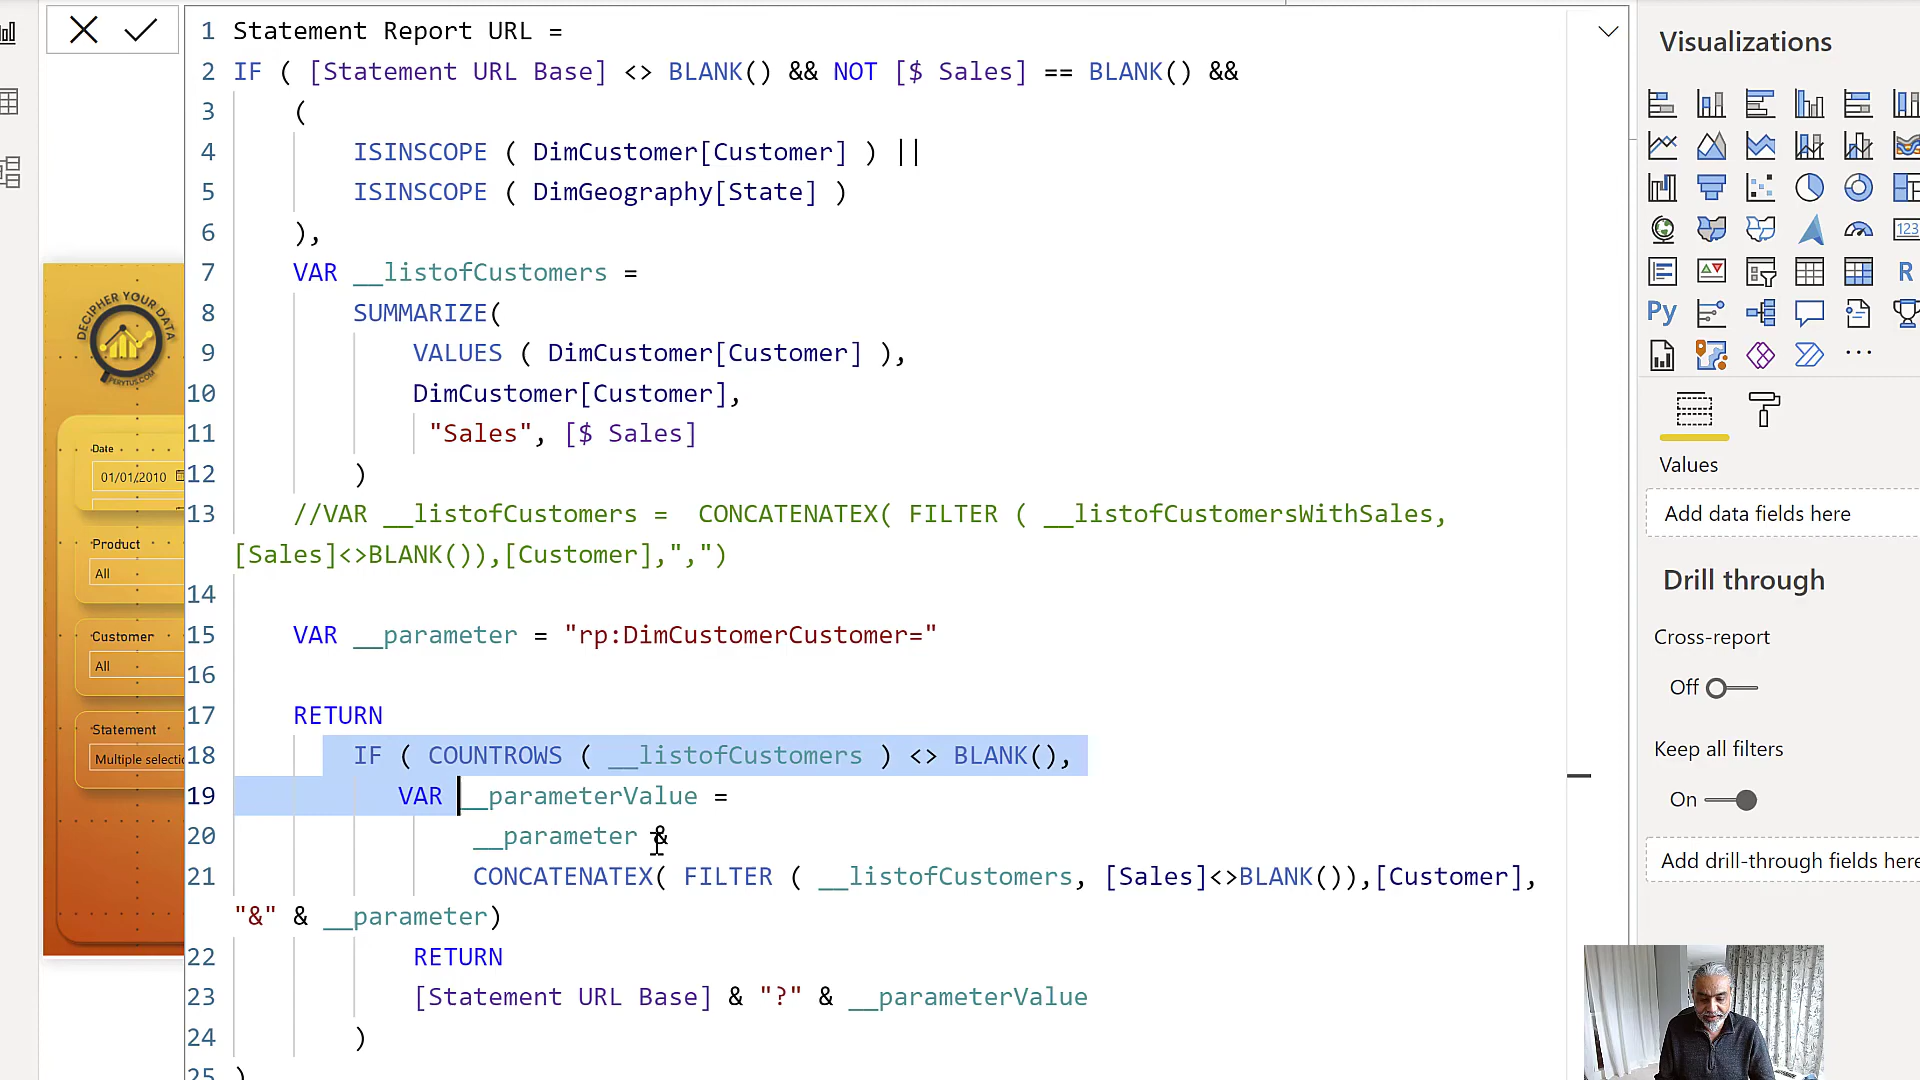 1 Statement Report URL =
2 IF ( [Statement URL Base] <> BLANK() && NOT [$ Sales] == BLANK() &&
3 (
4 ISINSCOPE ( DimCustomer[Customer] ) ||
5 ISINSCOPE ( DimGeography[State] )
6 ),
7 VAR __listofCustomers =
8 SUMMARIZE(
9 VALUES ( DimCustomer[Customer] ),
10 DimCustomer[Customer],
11 "Sales", [$ Sales]
12 )
13 //VAR __listofCustomers =  CONCATENATEX( FILTER ( __listofCustomersWithSales,
[Sales]<>BLANK()),[Customer],",")
14
15 VAR __parameter = "rp:DimCustomerCustomer="
16
17 RETURN
18 IF ( COUNTROWS ( __listofCustomers ) <> BLANK(),
19 VAR __parameterValue =
20 __parameter &
21 CONCATENATEX( FILTER ( __listofCustomers, [Sales]<>BLANK()),[Customer],
"&" & __parameter)
22 RETURN
23 [Statement URL Base] & "?" & __parameterValue
24 )
25 )
DECIPHER YOUR DATA
PERYTUS.COM
Date
01/01/2010
Product
All
Customer
All
Statement
Multiple selectic
Visualizations
123
R
Py
...
Values
Add data fields here
Drill through
Cross-report
Off
Keep all filters
On
Add drill-through fields here